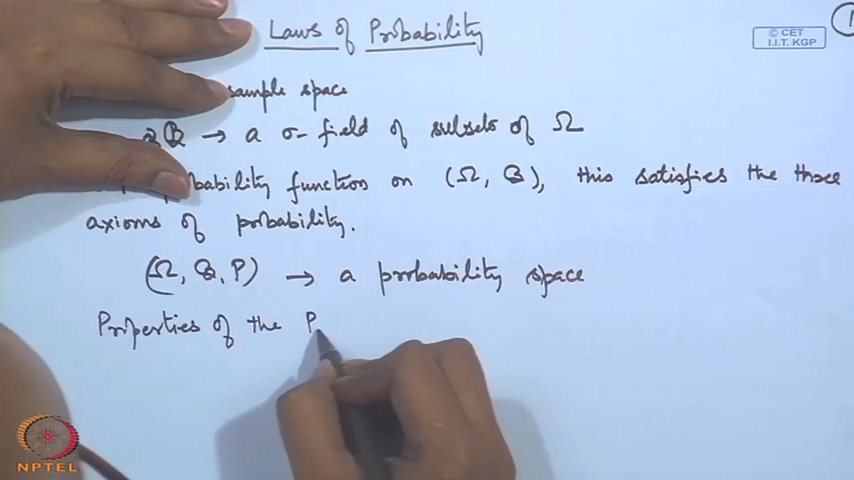 Laws of Probability
© CET
I.I.T. KGP
1
sample space
→ a σ-field of subsets of Ω
function on (Ω, B), this satisfies the three
axioms of probability.
(Ω, B, P) → a probability space
Properties of the P
NPTEL